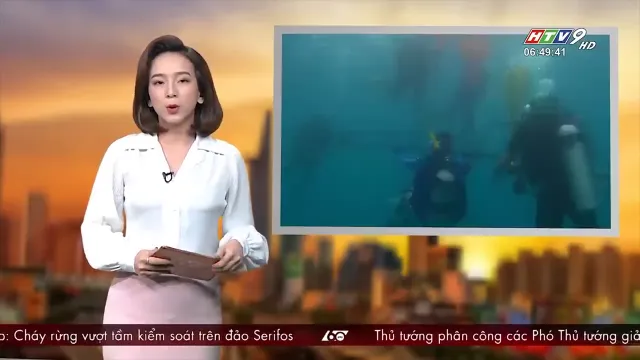 HTV9 HD
06:49:41
o: Cháy rừng vượt tầm kiểm soát trên đảo Serifos
Thủ tướng phân công các Phó Thủ tướng giả